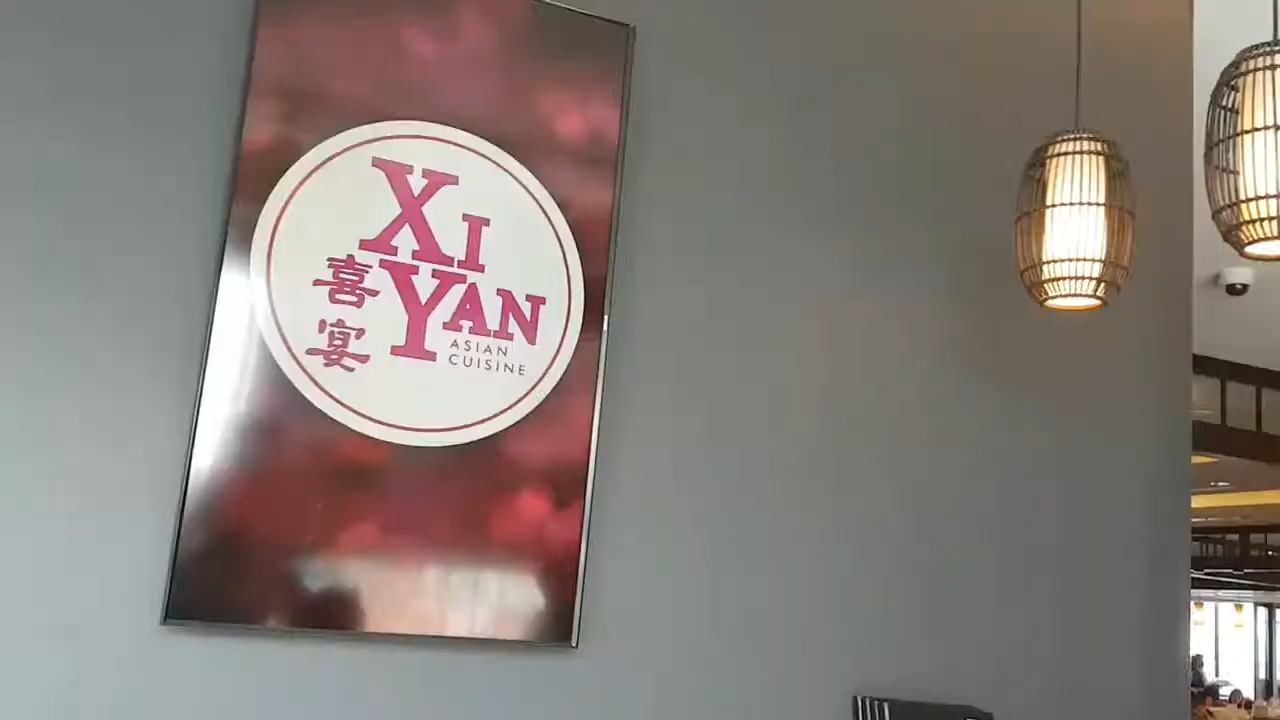 XI
YAN
喜
宴
ASIAN
CUISINE